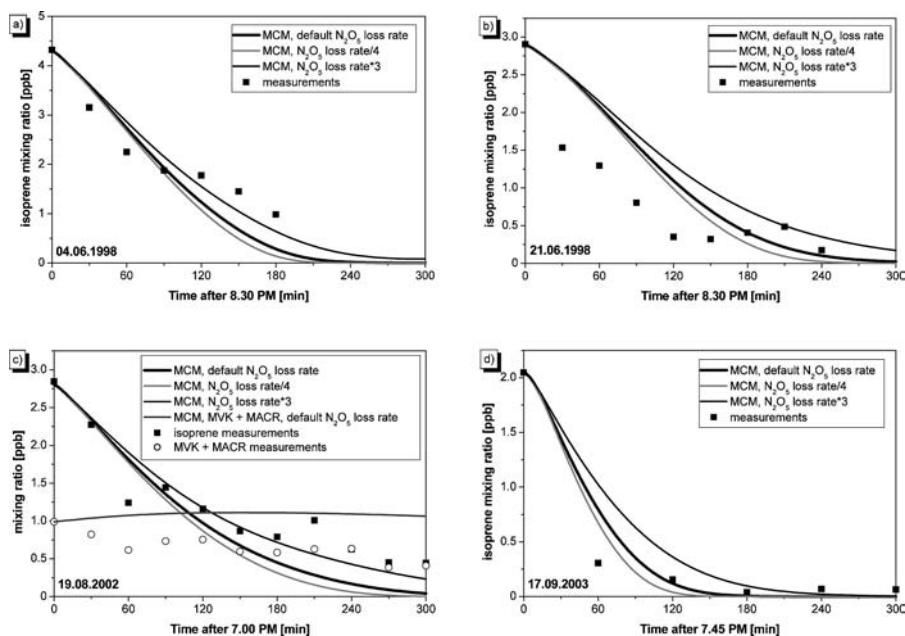 a)
MCM, default N₂O₅ loss rate
MCM, N₂O₅ loss rate/4
MCM, N₂O₅ loss rate*3
measurements
isoprene mixing ratio [ppb]
5
4
3
2
1
0
04.06.1998
0 60 120 180 240 300
Time after 8.30 PM [min]
b)
MCM, default N₂O₅ loss rate
MCM, N₂O₅ loss rate/4
MCM, N₂O₅ loss rate*3
measurements
isoprene mixing ratio [ppb]
3.0
2.5
2.0
1.5
1.0
0.5
0
21.06.1998
0 60 120 180 240 300
Time after 8.30 PM [min]
c)
MCM, default N₂O₅ loss rate
MCM, N₂O₅ loss rate/4
MCM, N₂O₅ loss rate*3
MCM, MVK + MACR, default N₂O₅ loss rate
isoprene measurements
MVK + MACR measurements
mixing ratio [ppb]
3.0
2.5
2.0
1.5
1.0
0.5
0
19.08.2002
0 60 120 180 240 300
Time after 7.00 PM [min]
d)
MCM, default N₂O₅ loss rate
MCM, N₂O₅ loss rate/4
MCM, N₂O₅ loss rate*3
measurements
isoprene mixing ratio [ppb]
2.0
1.5
1.0
0.5
0
17.09.2003
0 60 120 180 240 300
Time after 7.45 PM [min]